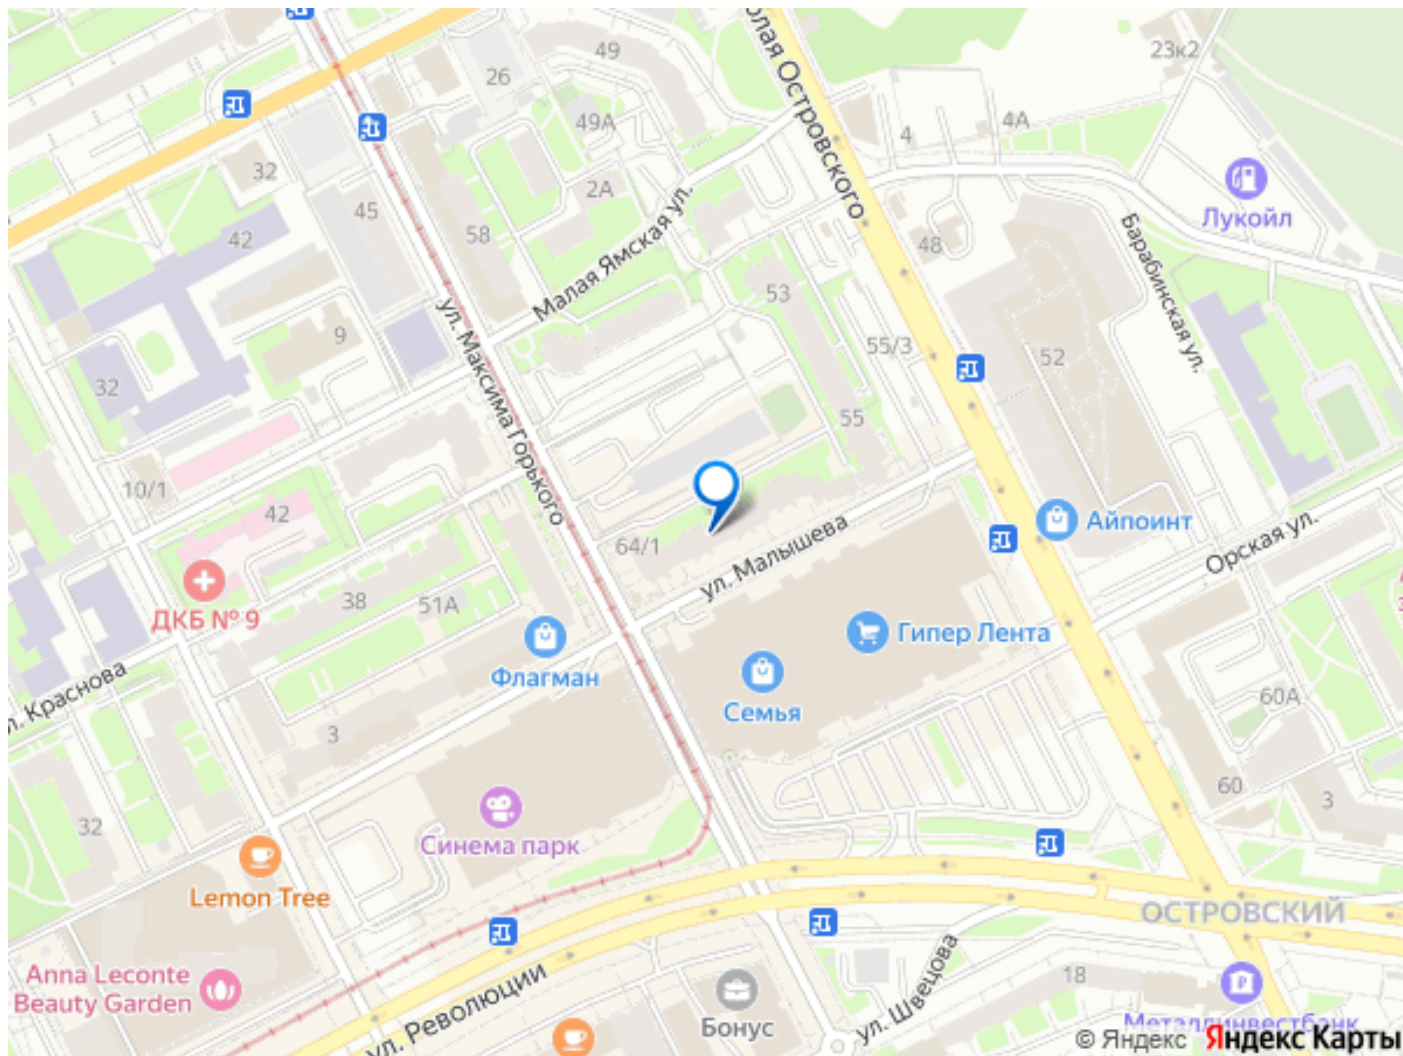 49
23к2
26
49А
4
4А
олая Островского
2А
32
45
42
58
48
Лукойл
Малая Ямская ул.
Барабинская ул.
53
ул. Максима Горького
9
55/3
52
32
55
10/1
42
64/1
ул. Малышева
Айпоинт
Орская ул.
ДКБ № 9
38
51А
Флагман
Гипер Лента
Семья
л. Краснова
3
60А
60
3
32
Синема парк
Lemon Tree
ОСТРОВСКИЙ
Anna Leconte
Beauty Garden
ул. Революции
Бонус
ул. Швецова
18
Металлинвестбанк
© Яндекс Яндекс Карты